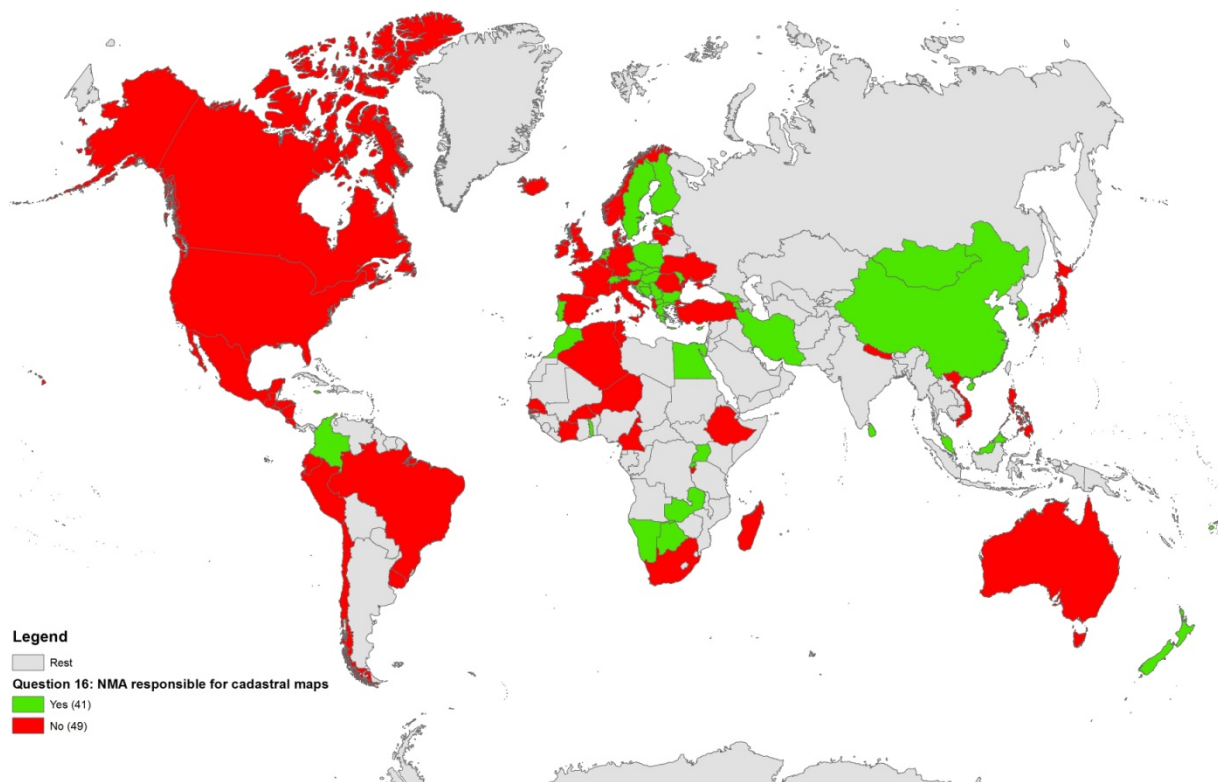 Legend
Rest
Question 16: NMA responsible for cadastral maps
Yes (41)
No (49)